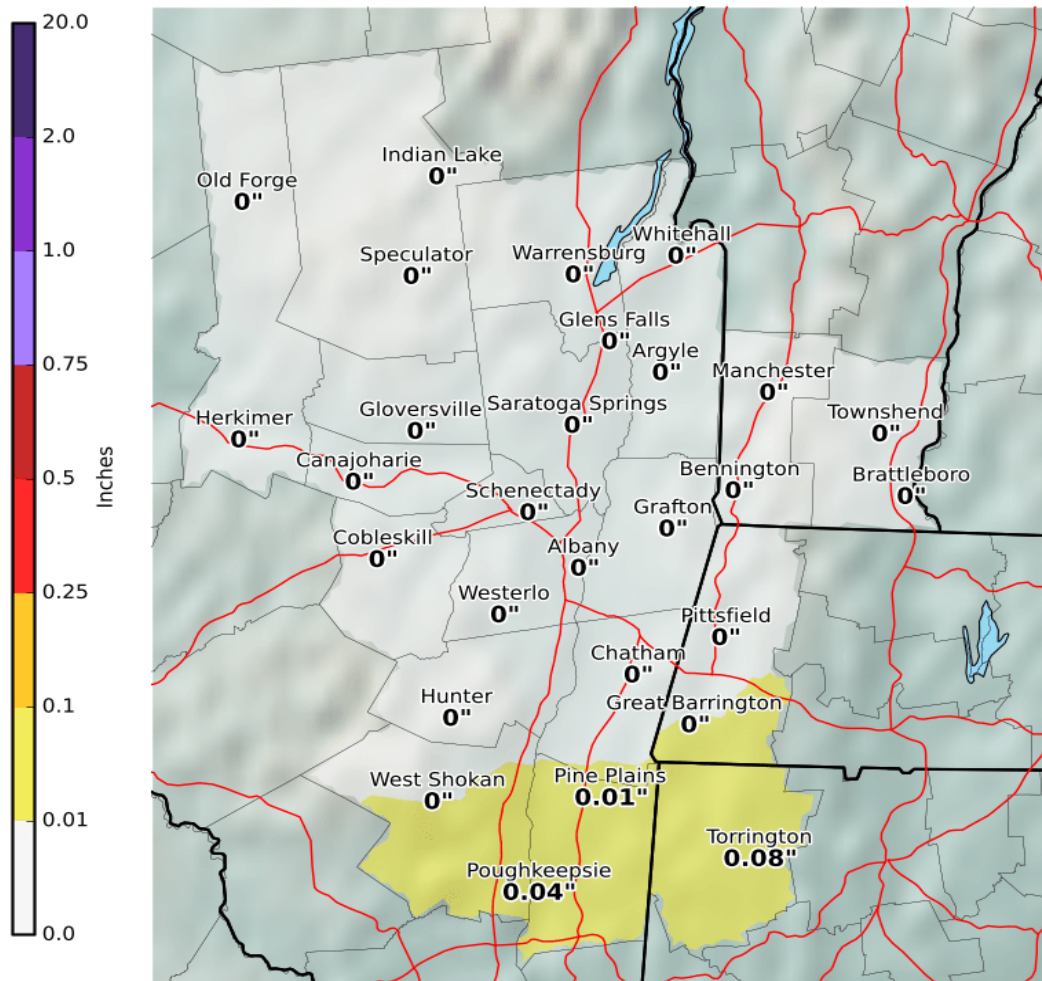 20.0
2.0
1.0
0.75
0.5
0.25
0.1
0.01
0.0
Inches
Indian Lake
0"
Old Forge
0"
Whitehall
0"
Speculator
0"
Warrensburg
0"
Glens Falls
0"
Argyle
0"
Manchester
0"
Saratoga Springs
0"
Gloversville
0"
Townshend
0"
Herkimer
0"
Canajoharie
0"
Bennington
0"
Brattleboro
0"
Schenectady
0"
Grafton
0"
Cobleskill
0"
Albany
0"
Westerlo
0"
Pittsfield
0"
Chatham
0"
Hunter
0"
Great Barrington
0"
West Shokan
0"
Pine Plains
0.01"
Torrington
0.08"
Poughkeepsie
0.04"